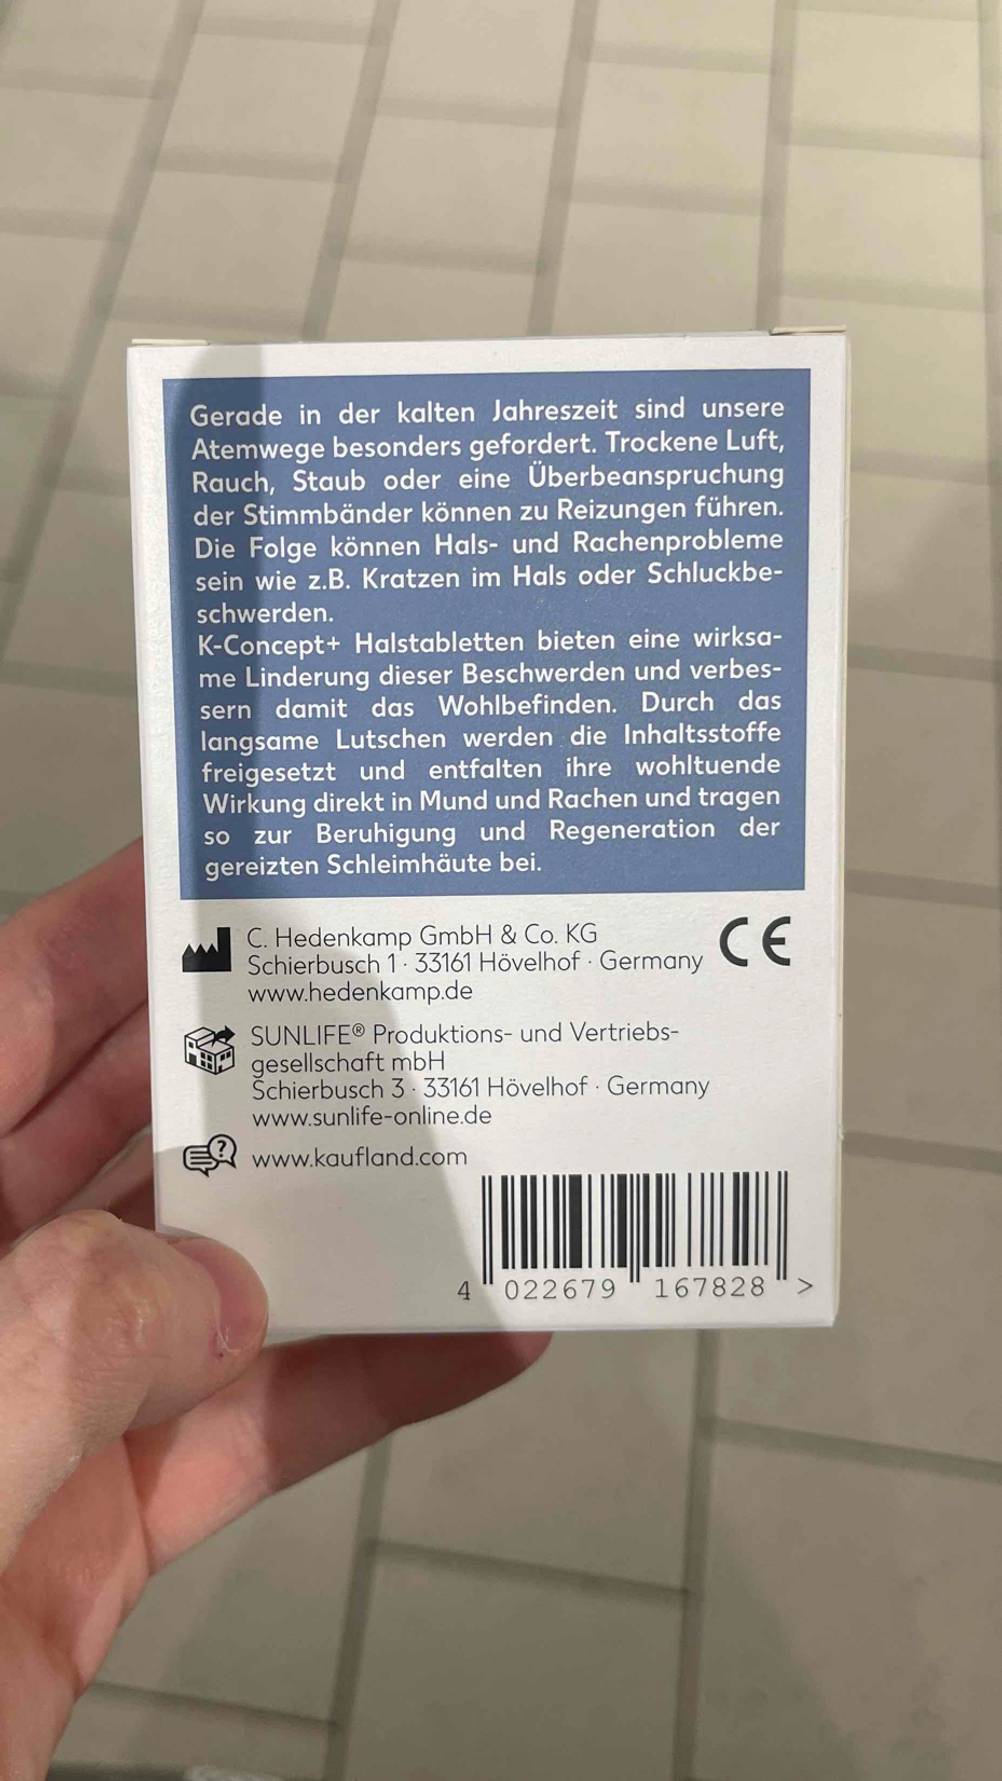 Gerade in der kalten Jahreszeit sind unsere
Atemwege besonders gefordert. Trockene Luft,
Rauch, Staub oder eine Überbeanspruchung
der Stimmbänder können zu Reizungen führen.
Die Folge können Hals- und Rachenprobleme
sein wie z.B. Kratzen im Hals oder Schluckbe-
schwerden.
K-Concept+ Halstabletten bieten eine wirksa-
me Linderung dieser Beschwerden und verbes-
sern damit das Wohlbefinden. Durch das
langsame Lutschen werden die Inhaltsstoffe
freigesetzt und entfalten ihre wohltuende
Wirkung direkt in Mund und Rachen und tragen
so zur Beruhigung und Regeneration der
gereizten Schleimhäute bei.
C. Hedenkamp GmbH & Co. KG
Schierbusch 1 · 33161 Hövelhof · Germany
www.hedenkamp.de
CE
SUNLIFE® Produktions- und Vertriebs-
gesellschaft mbH
Schierbusch 3 · 33161 Hövelhof · Germany
www.sunlife-online.de
?
www.kaufland.com
4 022679 167828 >